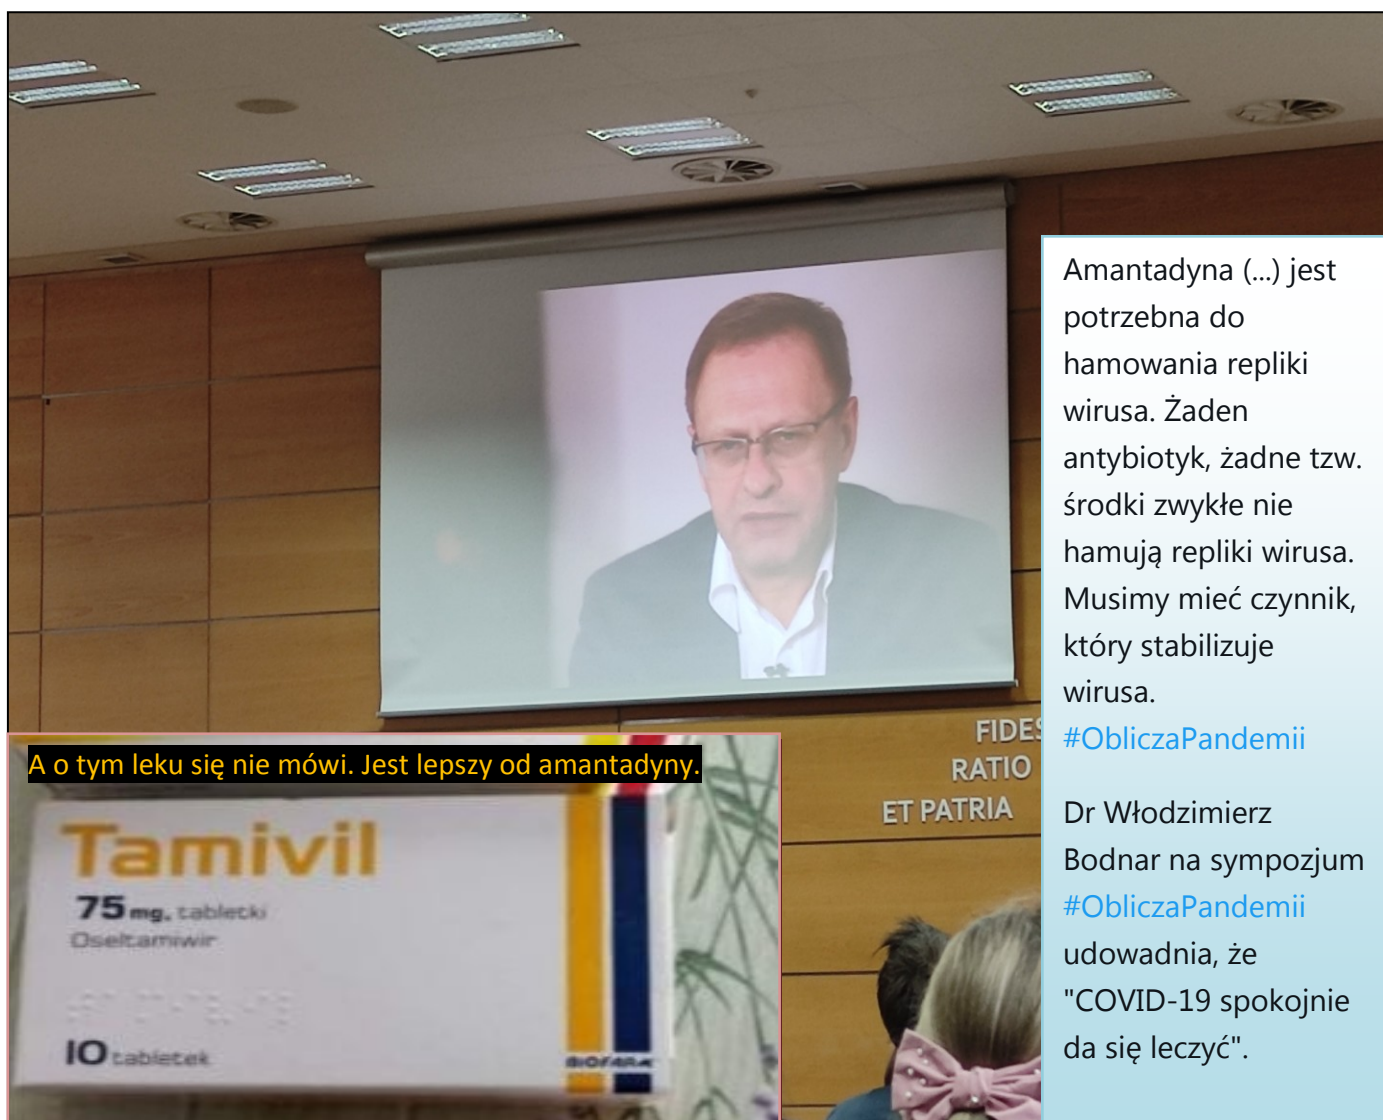 Amantadyna (...) jest
potrzebna do
hamowania repliki
wirusa. Żaden
antybiotyk, żadne tzw.
środki zwykłe nie
hamują repliki wirusa.
Musimy mieć czynnik,
który stabilizuje
wirusa.
#ObliczaPandemii
Dr Włodzimierz
Bodnar na sympozjum
#ObliczaPandemii
udowadnia, że
"COVID-19 spokojnie
da się leczyć".
FIDES
RATIO
ET PATRIA
A o tym leku się nie mówi. Jest lepszy od amantadyny.
Tamivil
75 mg, tabletki
Oseltamiwir
10 tabletek
BIOFARM